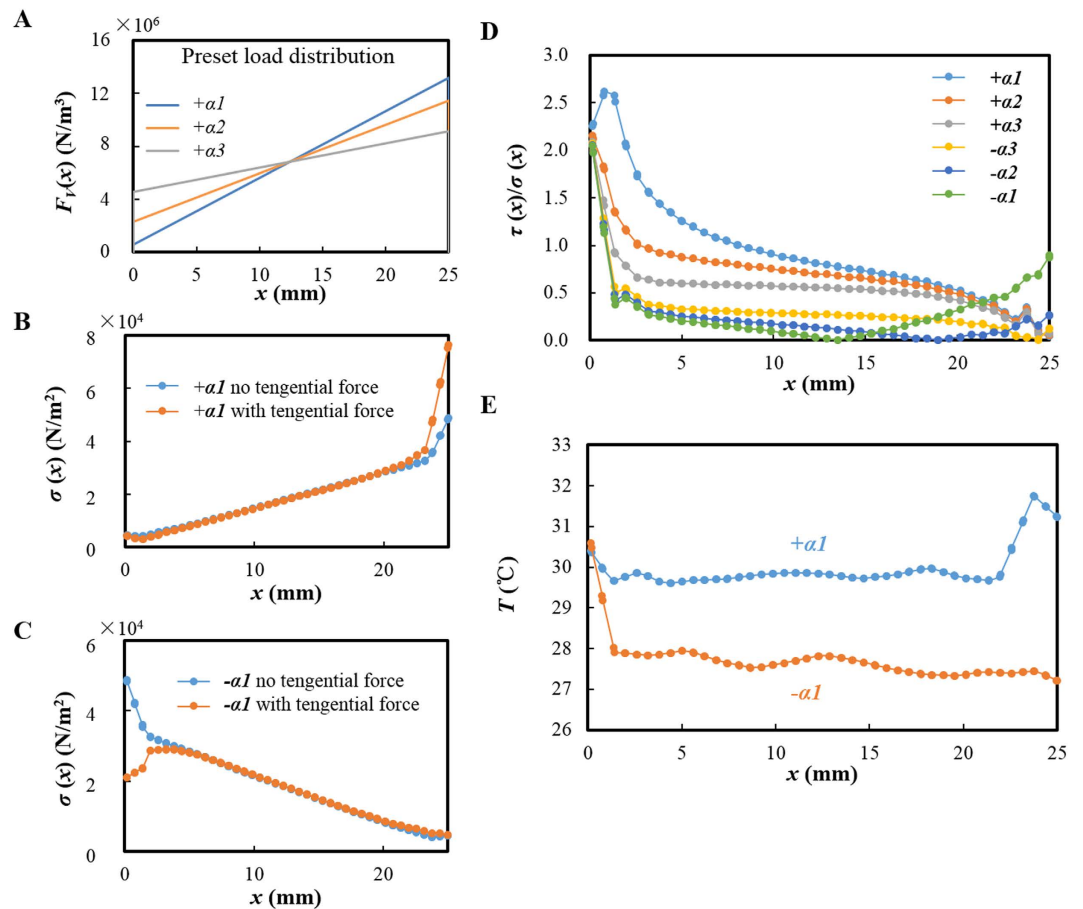 A
×10⁶
16
12
8
4
0
Preset load distribution
+α1
+α2
+α3
Fᵥ(x) (N/m³)
0 5 10 15 20 25
x (mm)
B
×10⁴
8
6
4
2
0
+α1 no tengential force
+α1 with tengential force
σ (x) (N/m²)
0 10 20
x (mm)
C
×10⁴
6
4
2
0
-α1 no tengential force
-α1 with tengential force
σ (x) (N/m²)
0 10 20
x (mm)
D
3.0
2.5
2.0
1.5
1.0
0.5
0.0
+α1
+α2
+α3
-α3
-α2
-α1
τ (x)/σ (x)
0 5 10 15 20 25
x (mm)
E
33
32
31
30
29
28
27
26
+α1
-α1
T (℃)
0 5 10 15 20 25
x (mm)